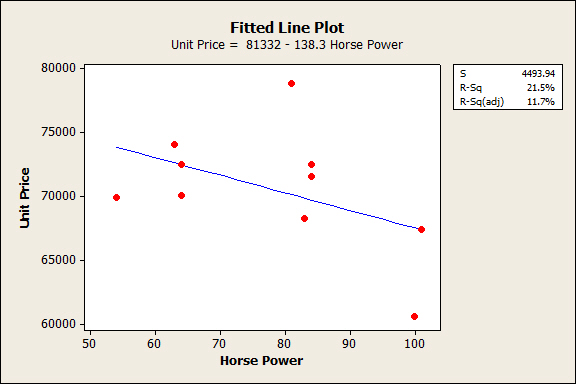 Fitted Line Plot
Unit Price = 81332 - 138.3 Horse Power
S 4493.94
R-Sq 21.5%
R-Sq(adj) 11.7%
80000
75000
70000
65000
60000
Unit Price
50 60 70 80 90 100
Horse Power